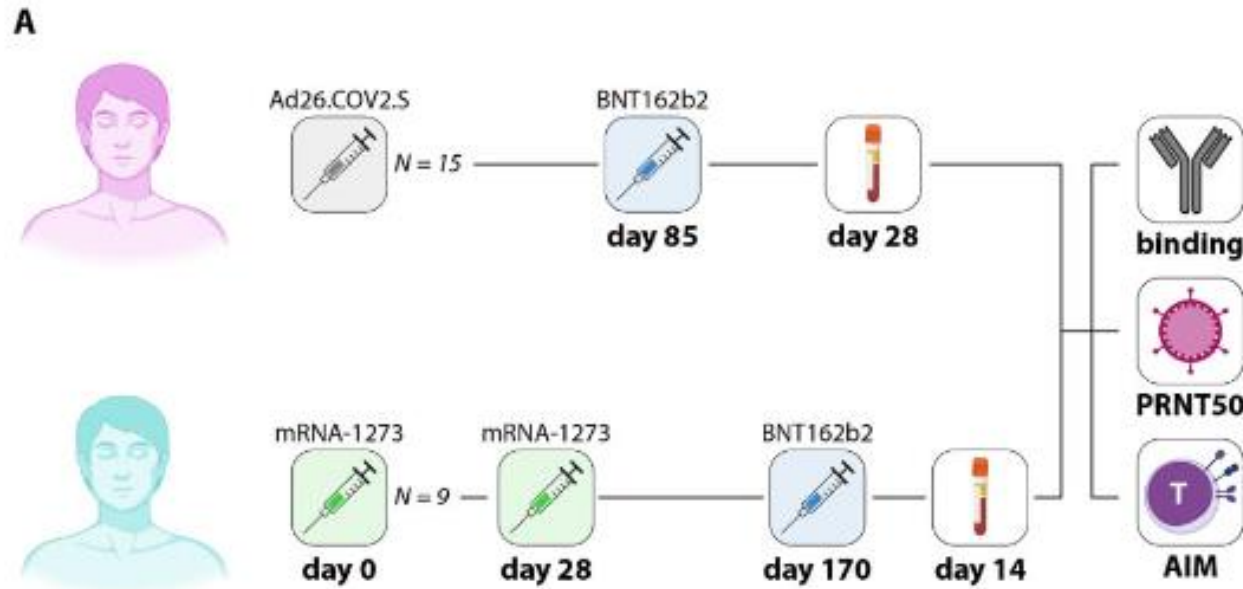 A
Ad26.COV2.S
BNT162b2
N = 15
day 85
day 28
binding
PRNT50
mRNA-1273
mRNA-1273
BNT162b2
N = 9
T
day 0
day 28
day 170
day 14
AIM